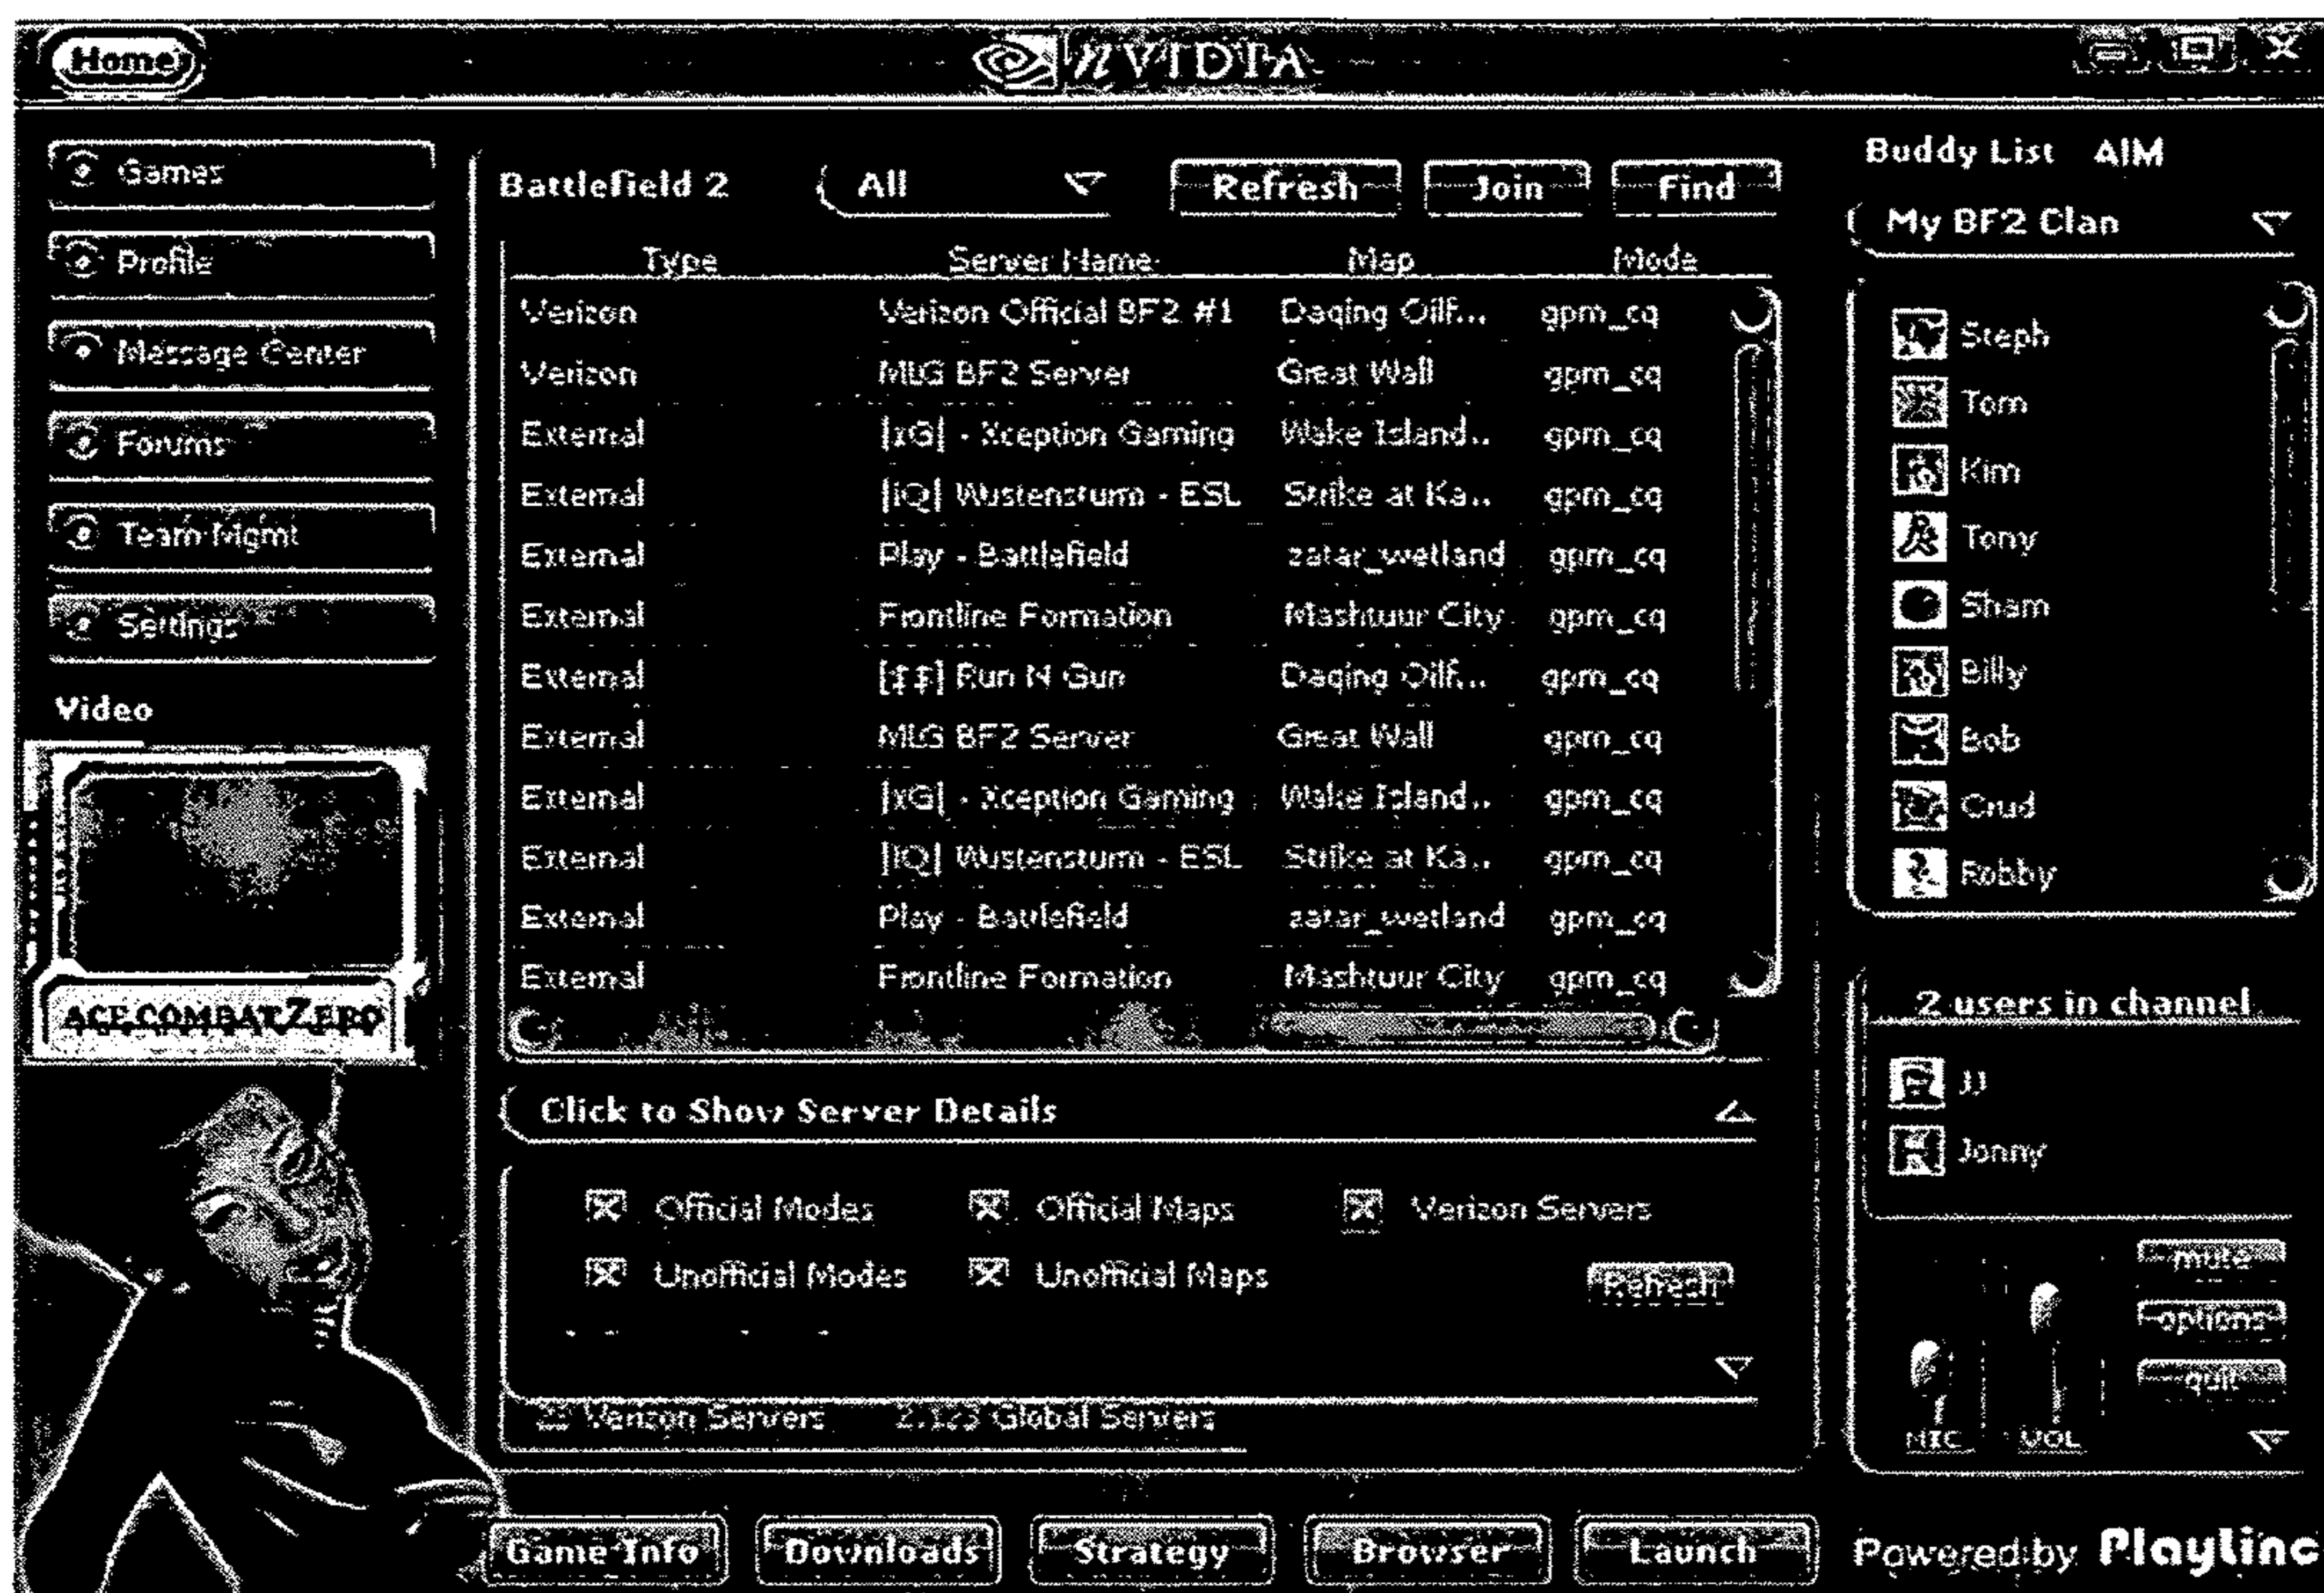 Home
nVIDIA
Games
Profile
Message Center
Forums
Team Mgmt
Settings
Video
ACE COMBAT ZERO
Battlefield 2 All Refresh Join Find
Type Server Name Map Mode
Verizon Verizon Official BF2 #1 Daqing Oilf... gpm_cq
Verizon MLG BF2 Server Great Wall gpm_cq
External |xG| - Xception Gaming Wake Island.. gpm_cq
External |iQ| Wustensturm - ESL Strike at Ka.. gpm_cq
External Play - Battlefield zatar_wetland gpm_cq
External Frontline Formation Mashtuur City gpm_cq
External Run N Gun Daqing Oilf... gpm_cq
External MLG BF2 Server Great Wall gpm_cq
External |xG| - Xception Gaming Wake Island.. gpm_cq
External |iQ| Wustensturm - ESL Strike at Ka.. gpm_cq
External Play - Battlefield zatar_wetland gpm_cq
External Frontline Formation Mashtuur City gpm_cq
Click to Show Server Details
Official Modes Official Maps Verizon Servers
Unofficial Modes Unofficial Maps Refresh
Verizon Servers Global Servers
Game Info Downloads Strategy Browser Launch
Buddy List AIM
My BF2 Clan
Steph
Tom
Kim
Tony
Sham
Billy
Bob
Crud
Robby
2 users in channel
JJ
Jonny
mute
options
quit
MIC VOL
Powered by PlayLinc